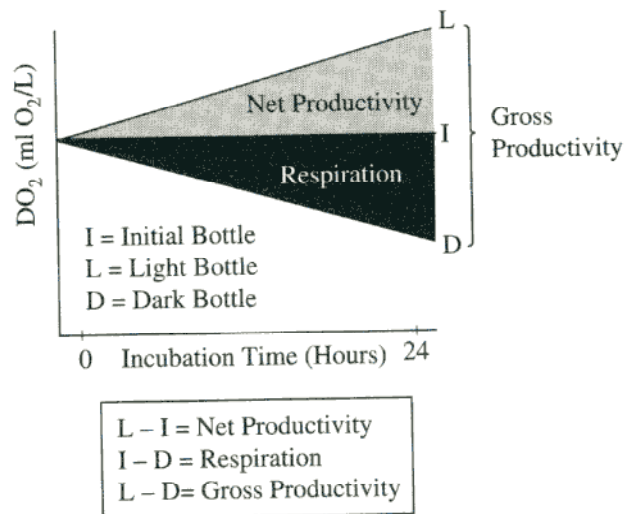 L
Net Productivity
I
Gross
Productivity
DO₂ (ml O₂/L)
Respiration
D
I = Initial Bottle
L = Light Bottle
D = Dark Bottle
0 Incubation Time (Hours) 24
L – I = Net Productivity
I – D = Respiration
L – D= Gross Productivity